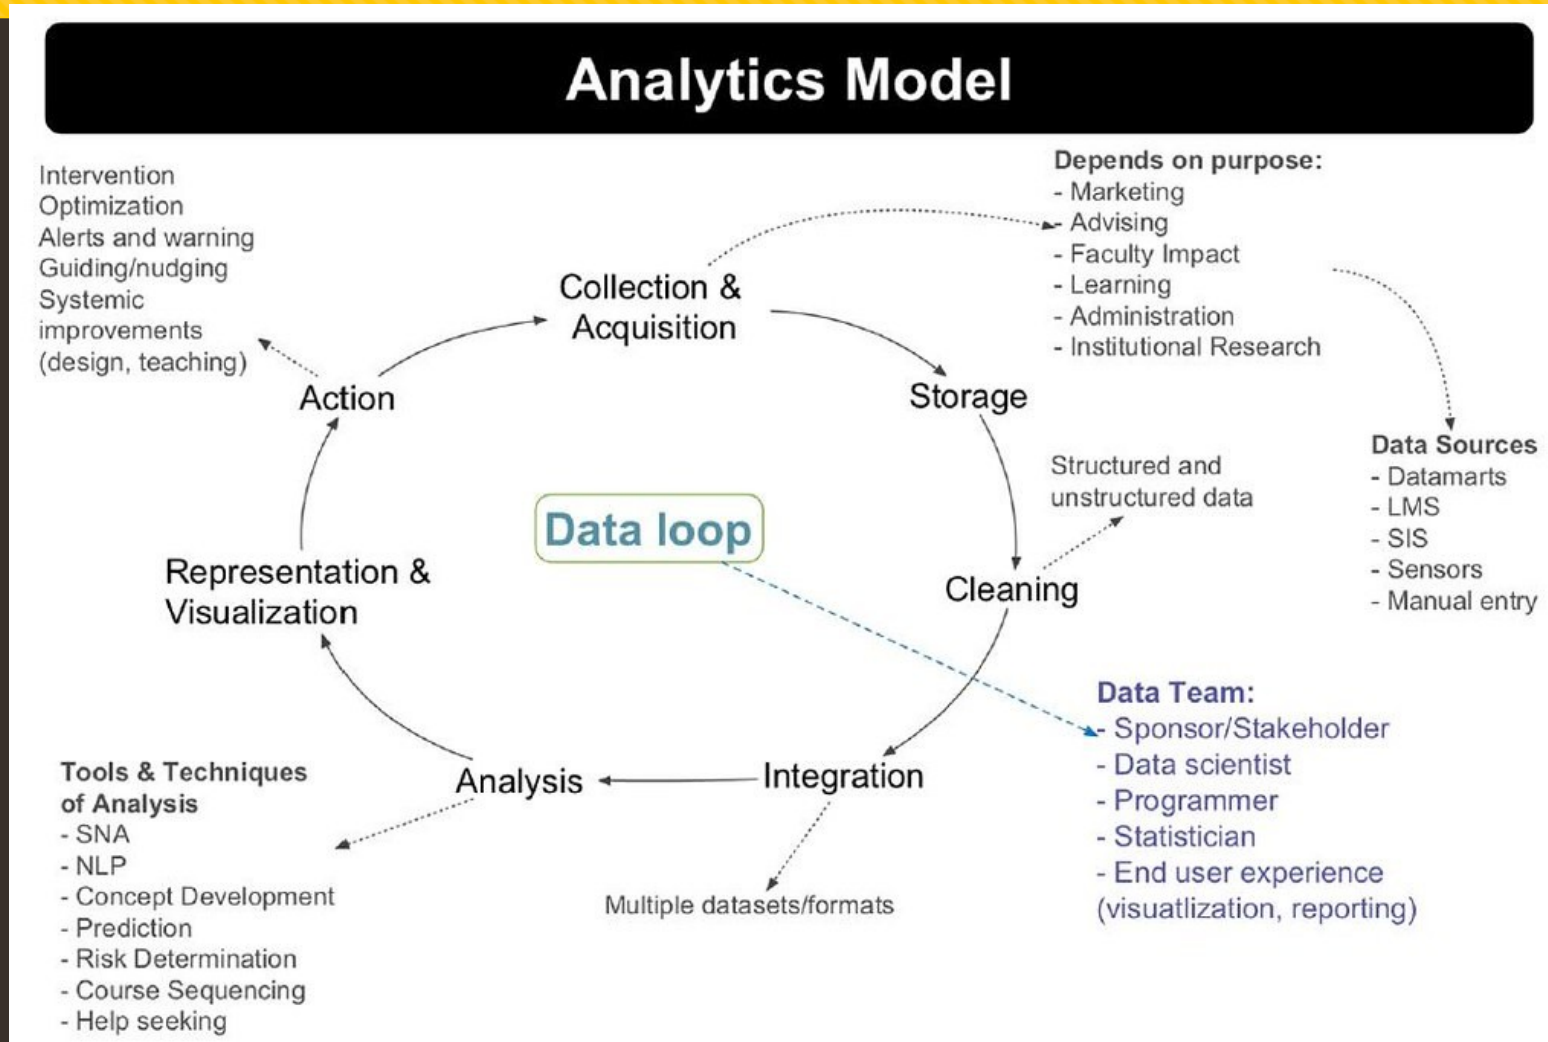 Analytics Model
Intervention
Optimization
Alerts and warning
Guiding/nudging
Systemic
improvements
(design, teaching)
Action
Collection &
Acquisition
Depends on purpose:
- Marketing
- Advising
- Faculty Impact
- Learning
- Administration
- Institutional Research
Storage
Data Sources
- Datamarts
- LMS
- SIS
- Sensors
- Manual entry
Structured and
unstructured data
Data loop
Cleaning
Representation &
Visualization
Data Team:
- Sponsor/Stakeholder
- Data scientist
- Programmer
- Statistician
- End user experience
(visuatlization, reporting)
Integration
Analysis
Multiple datasets/formats
Tools & Techniques
of Analysis
- SNA
- NLP
- Concept Development
- Prediction
- Risk Determination
- Course Sequencing
- Help seeking